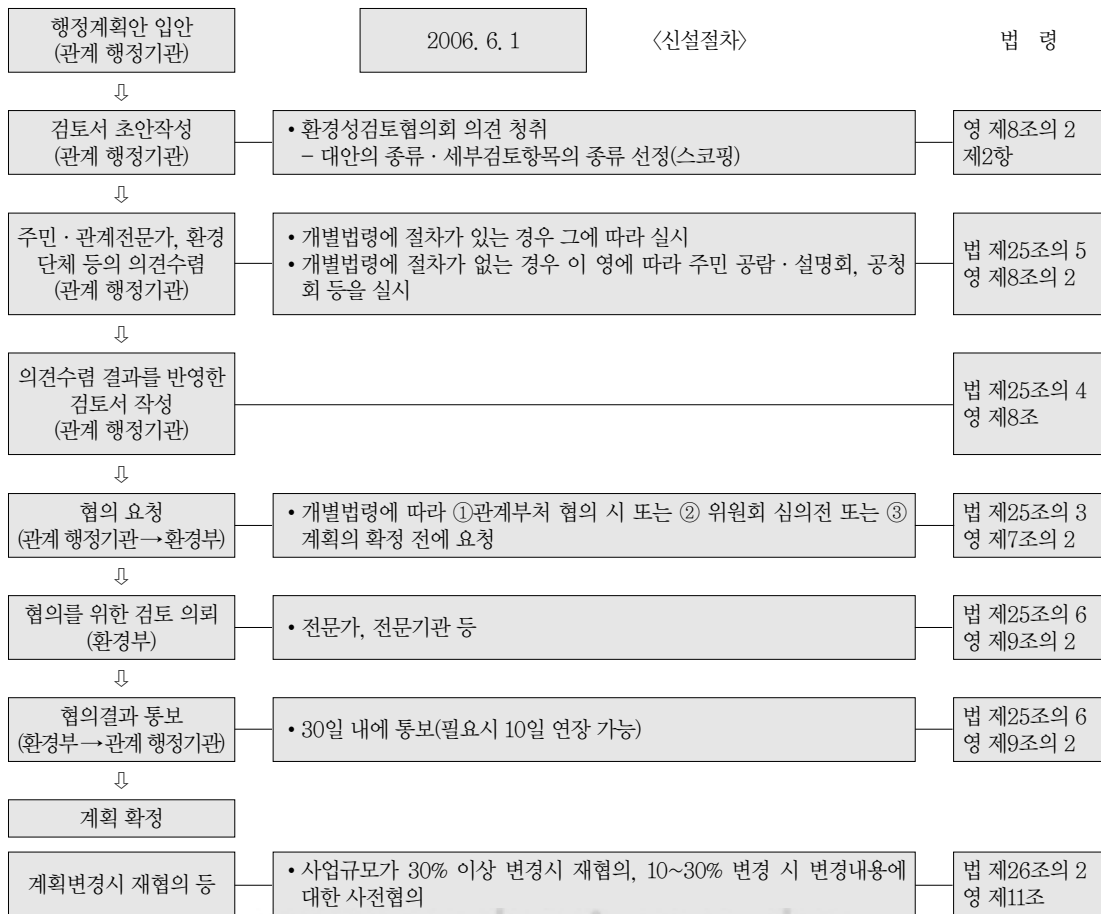 행정계획안 입안
(관계 행정기관)
2006. 6. 1
〈신설절차〉
법 령
⇩
검토서 초안작성
(관계 행정기관)
• 환경성검토협의회 의견 청취
- 대안의 종류 · 세부검토항목의 종류 선정(스코핑)
영 제8조의 2
제2항
⇩
주민 · 관계전문가, 환경
단체 등의 의견수렴
(관계 행정기관)
• 개별법령에 절차가 있는 경우 그에 따라 실시
• 개별법령에 절차가 없는 경우 이 영에 따라 주민 공람 · 설명회, 공청
회 등을 실시
법 제25조의 5
영 제8조의 2
⇩
의견수렴 결과를 반영한
검토서 작성
(관계 행정기관)
법 제25조의 4
영 제8조
⇩
협의 요청
(관계 행정기관→환경부)
• 개별법령에 따라 ①관계부처 협의 시 또는 ② 위원회 심의전 또는 ③
계획의 확정 전에 요청
법 제25조의 3
영 제7조의 2
⇩
협의를 위한 검토 의뢰
(환경부)
• 전문가, 전문기관 등
법 제25조의 6
영 제9조의 2
⇩
협의결과 통보
(환경부→관계 행정기관)
• 30일 내에 통보(필요시 10일 연장 가능)
법 제25조의 6
영 제9조의 2
⇩
계획 확정
계획변경시 재협의 등
• 사업규모가 30% 이상 변경시 재협의, 10~30% 변경 시 변경내용에
대한 사전협의
법 제26조의 2
영 제11조